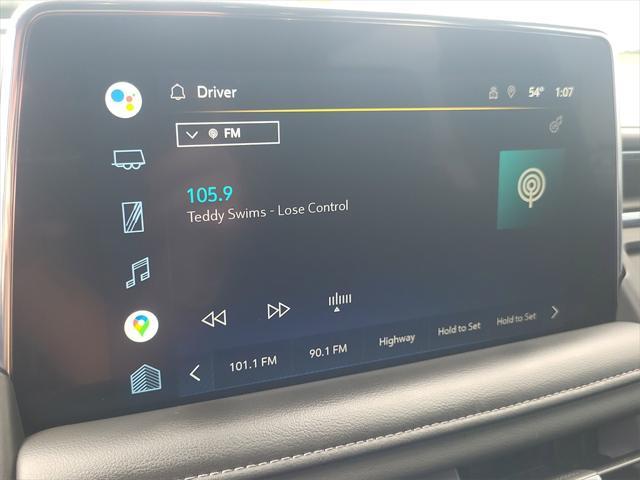 Driver
54° 1:07
FM
105.9
Teddy Swims - Lose Control
101.1 FM 90.1 FM Highway Hold to Set Hold to Set